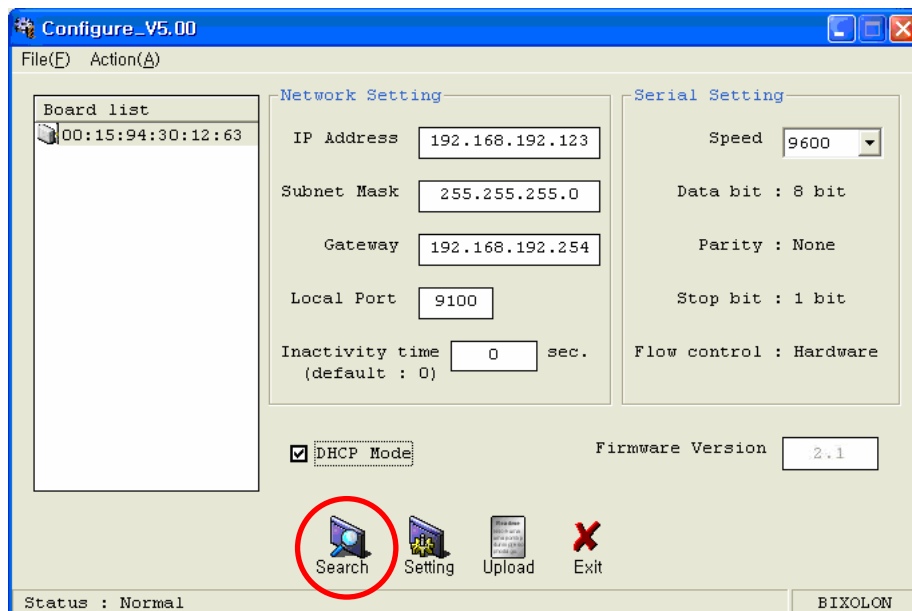 Configure_V5.00
File(F) Action(A)
Board list
00:15:94:30:12:63
Network Setting
IP Address 192.168.192.123
Subnet Mask 255.255.255.0
Gateway 192.168.192.254
Local Port 9100
Inactivity time 0 sec.
(default : 0)
Serial Setting
Speed 9600
Data bit : 8 bit
Parity : None
Stop bit : 1 bit
Flow control : Hardware
DHCP Mode
Firmware Version 2.1
Search Setting Upload Exit
Status : Normal BIXOLON